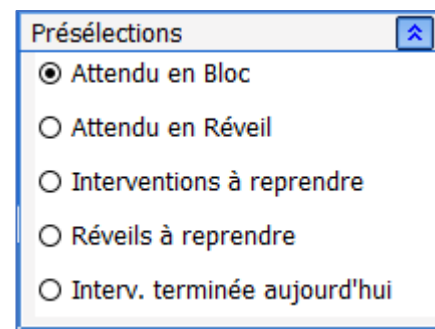 Présélections
Attendu en Bloc
Attendu en Réveil
Interventions à reprendre
Réveils à reprendre
Interv. terminée aujourd'hui